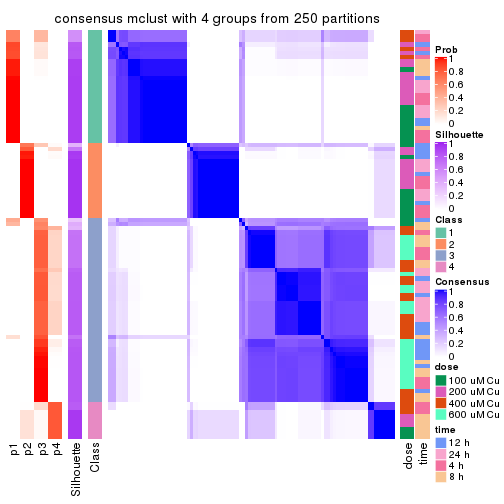 consensus mclust with 4 groups from 250 partitions
Prob
1
0.8
0.6
0.4
0.2
0
Silhouette
1
0.8
0.6
0.4
0.2
0
Class
1
2
3
4
Consensus
1
0.8
0.6
0.4
0.2
0
dose
100 uM Cu
200 uM Cu
400 uM Cu
600 uM Cu
time
12 h
24 h
4 h
8 h
p1
p2
p3
p4
Silhouette
Class
dose
time